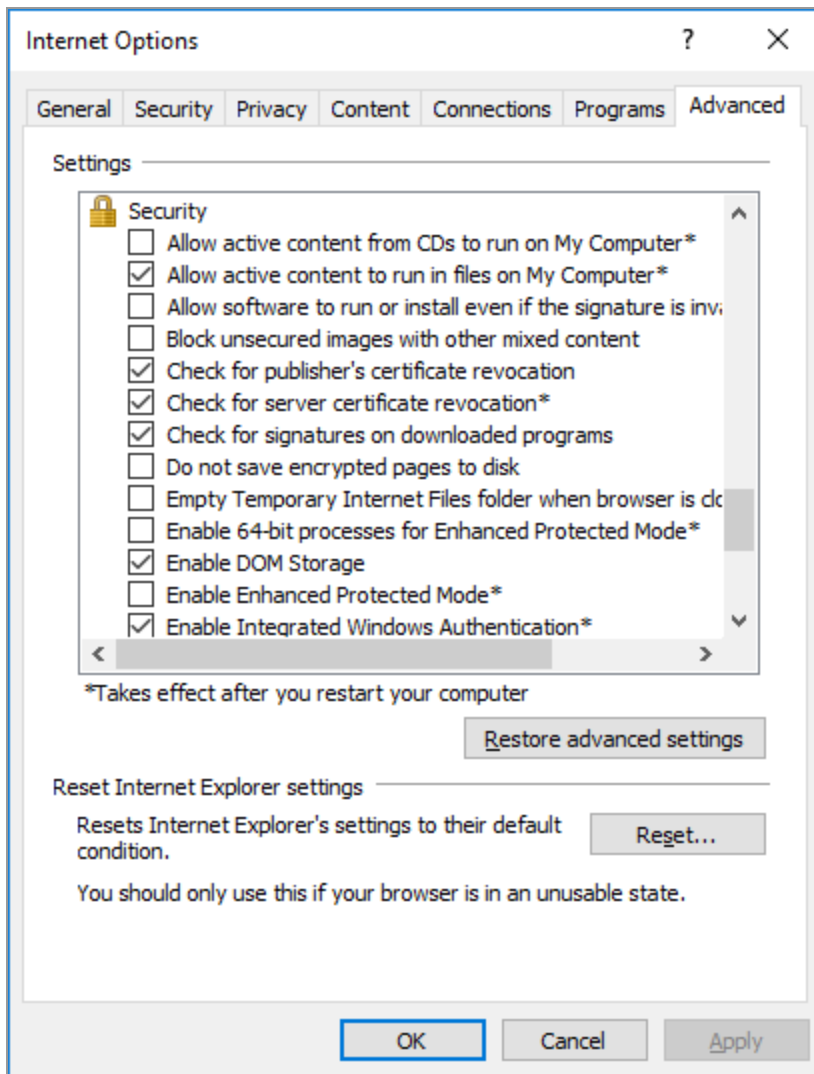 Internet Options
?
General Security Privacy Content Connections Programs Advanced
Settings
Security
Allow active content from CDs to run on My Computer*
Allow active content to run in files on My Computer*
Allow software to run or install even if the signature is
Block unsecured images with other mixed content
Check for publisher's certificate revocation
Check for server certificate revocation*
Check for signatures on downloaded programs
Do not save encrypted pages to disk
Empty Temporary Internet Files folder when browser is
Enable 64-bit processes for Enhanced Protected Mode*
Enable DOM Storage
Enable Enhanced Protected Mode*
Enable Integrated Windows Authentication*
*Takes effect after you restart your computer
Restore advanced settings
Reset Internet Explorer settings
Resets Internet Explorer's settings to their default
condition.
Reset...
You should only use this if your browser is in an unusable state.
OK Cancel Apply